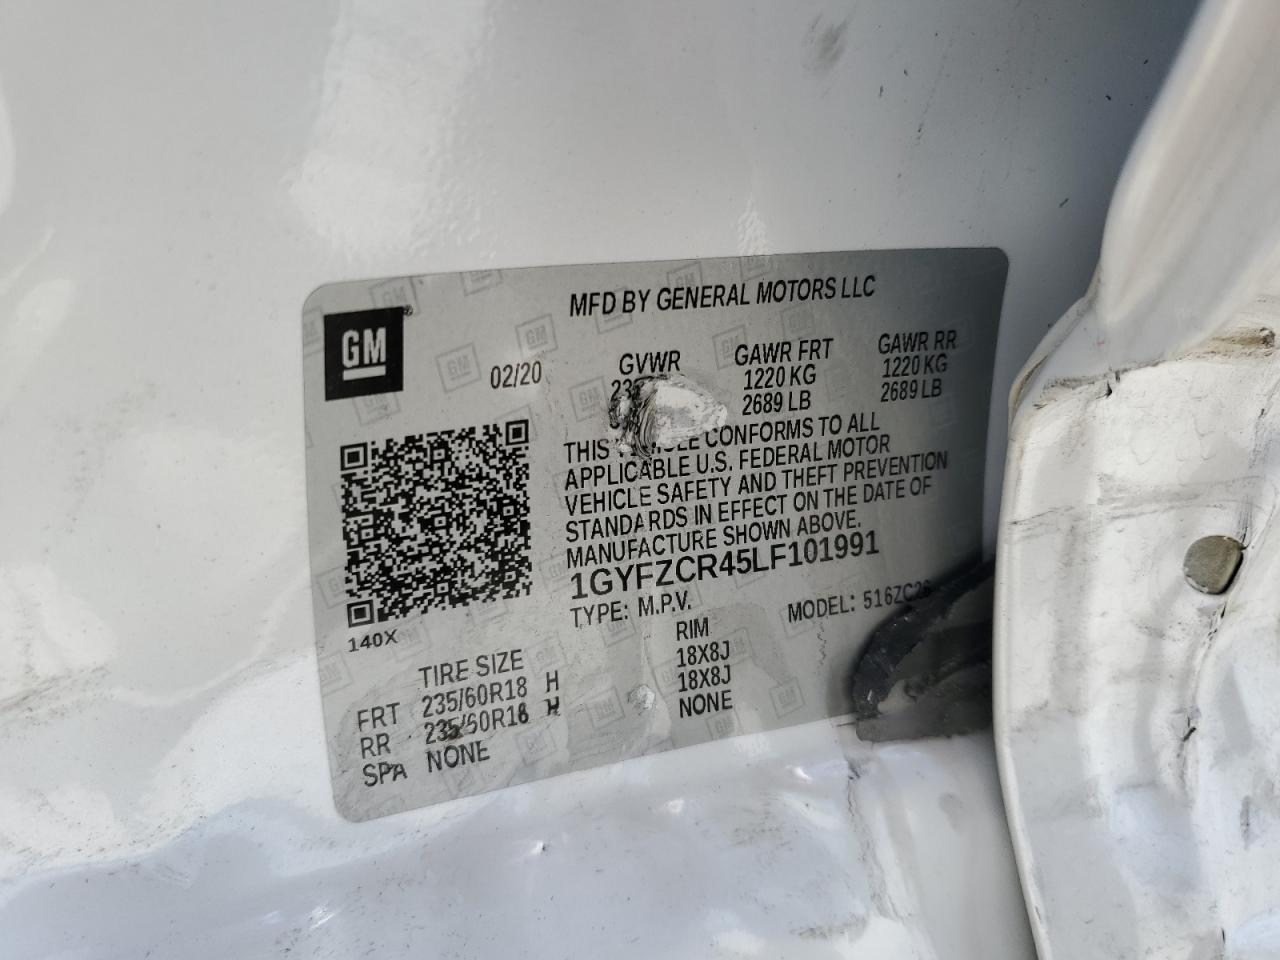 MFD BY GENERAL MOTORS LLC
GM
02/20
GVWR GAWR FRT GAWR RR
1220 KG 1220 KG
2689 LB 2689 LB
THIS CONFORMS TO ALL
APPLICABLE U.S. FEDERAL MOTOR
VEHICLE SAFETY AND THEFT PREVENTION
STANDARDS IN EFFECT ON THE DATE OF
MANUFACTURE SHOWN ABOVE.
1GYFZCR45LF101991
TYPE: M.P.V. MODEL:
140X
TIRE SIZE RIM
FRT 235/60R18 H 18X8J
RR 235/60R18 H 18X8J
SPA NONE NONE